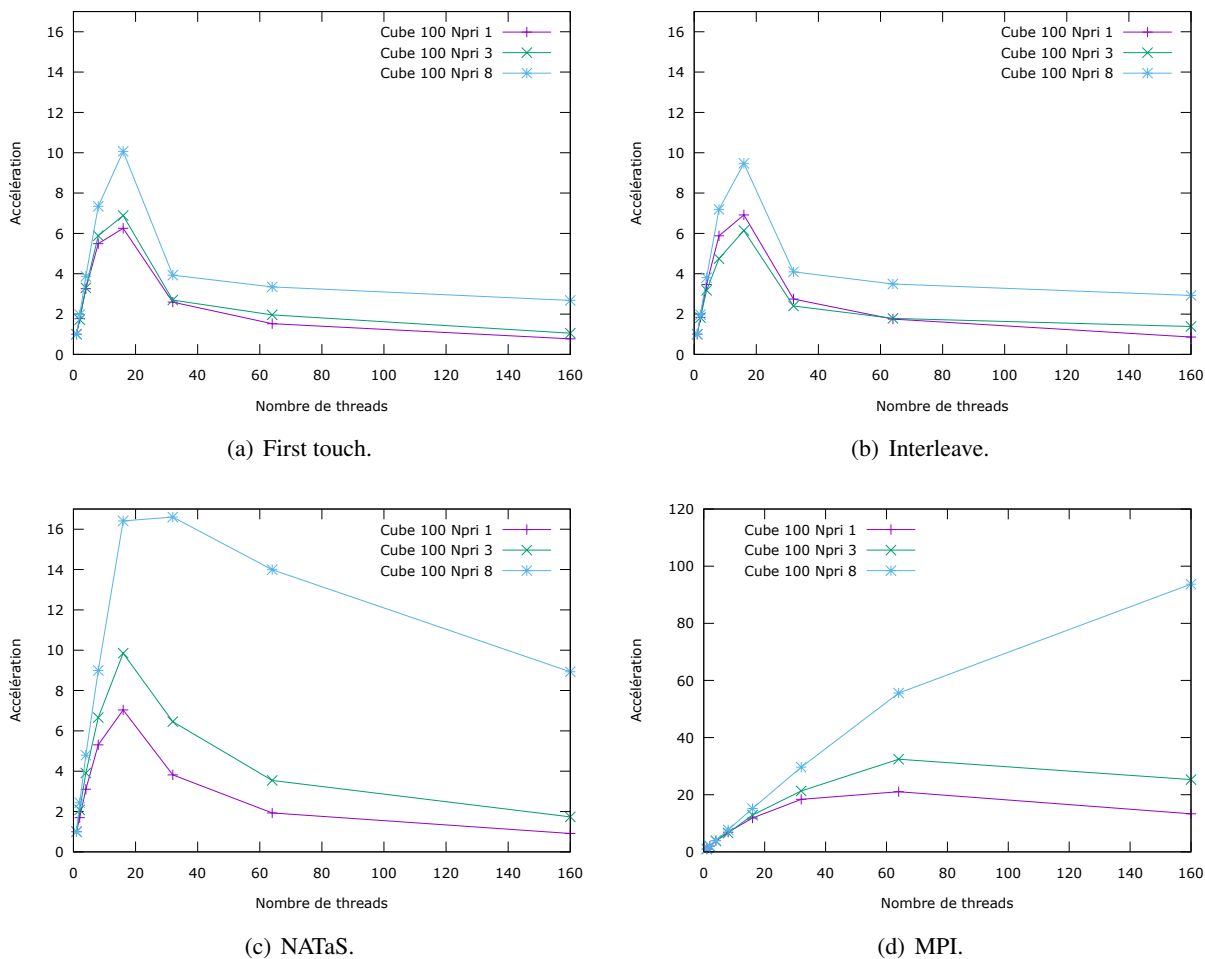 16
14
12
10
8
6
4
2
0
Accélération
Cube 100 Npri 1
Cube 100 Npri 3
Cube 100 Npri 8
0 20 40 60 80 100 120 140 160
Nombre de threads
(a) First touch.
16
14
12
10
8
6
4
2
0
Accélération
Cube 100 Npri 1
Cube 100 Npri 3
Cube 100 Npri 8
0 20 40 60 80 100 120 140 160
Nombre de threads
(b) Interleave.
16
14
12
10
8
6
4
2
0
Accélération
Cube 100 Npri 1
Cube 100 Npri 3
Cube 100 Npri 8
0 20 40 60 80 100 120 140 160
Nombre de threads
(c) NATaS.
120
100
80
60
40
20
0
Accélération
Cube 100 Npri 1
Cube 100 Npri 3
Cube 100 Npri 8
0 20 40 60 80 100 120 140 160
Nombre de threads
(d) MPI.